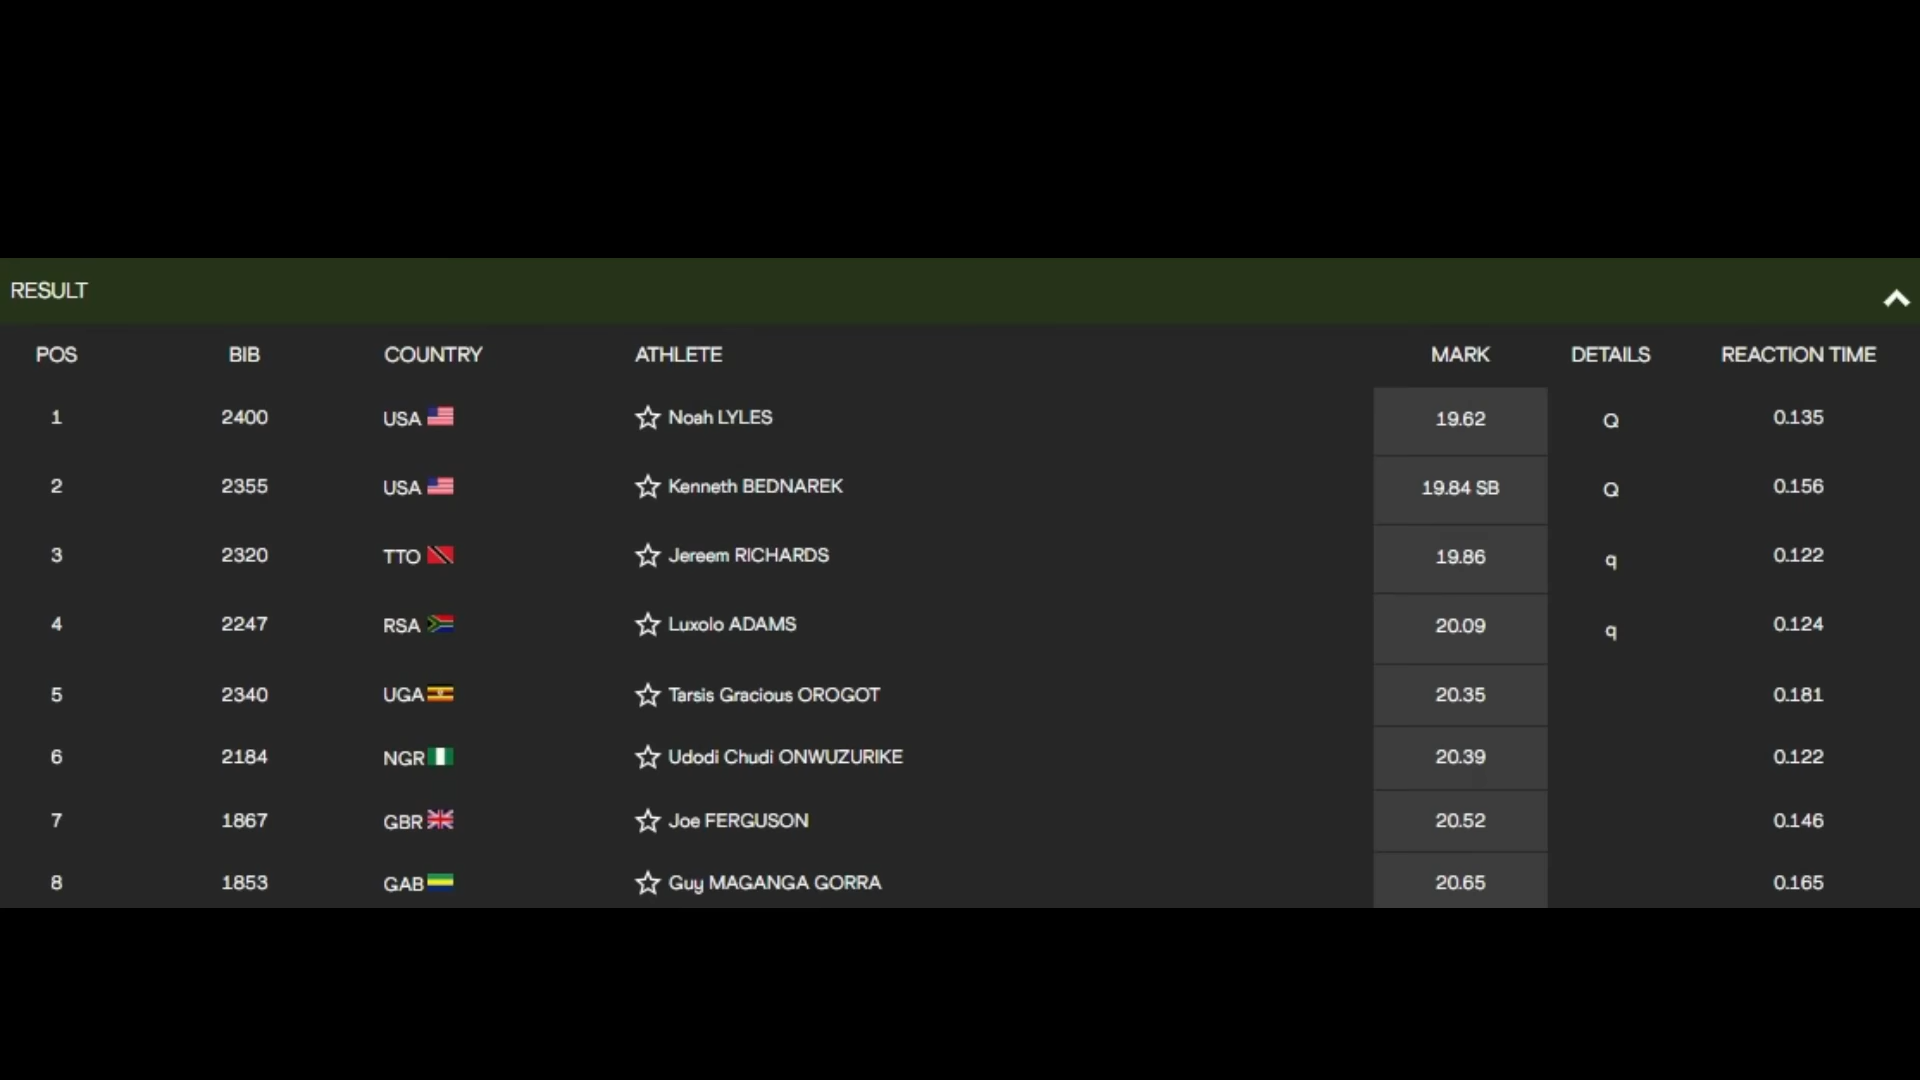 RESULT
POS BIB COUNTRY ATHLETE MARK DETAILS REACTION TIME
1 2400 USA Noah LYLES 19.62 Q 0.135
2 2355 USA Kenneth BEDNAREK 19.84 SB Q 0.156
3 2320 TTO Jereem RICHARDS 19.86 q 0.122
4 2247 RSA Luxolo ADAMS 20.09 q 0.124
5 2340 UGA Tarsis Gracious OROGOT 20.35 0.181
6 2184 NGR Udodi Chudi ONWUZURIKE 20.39 0.122
7 1867 GBR Joe FERGUSON 20.52 0.146
8 1853 GAB Guy MAGANGA GORRA 20.65 0.165